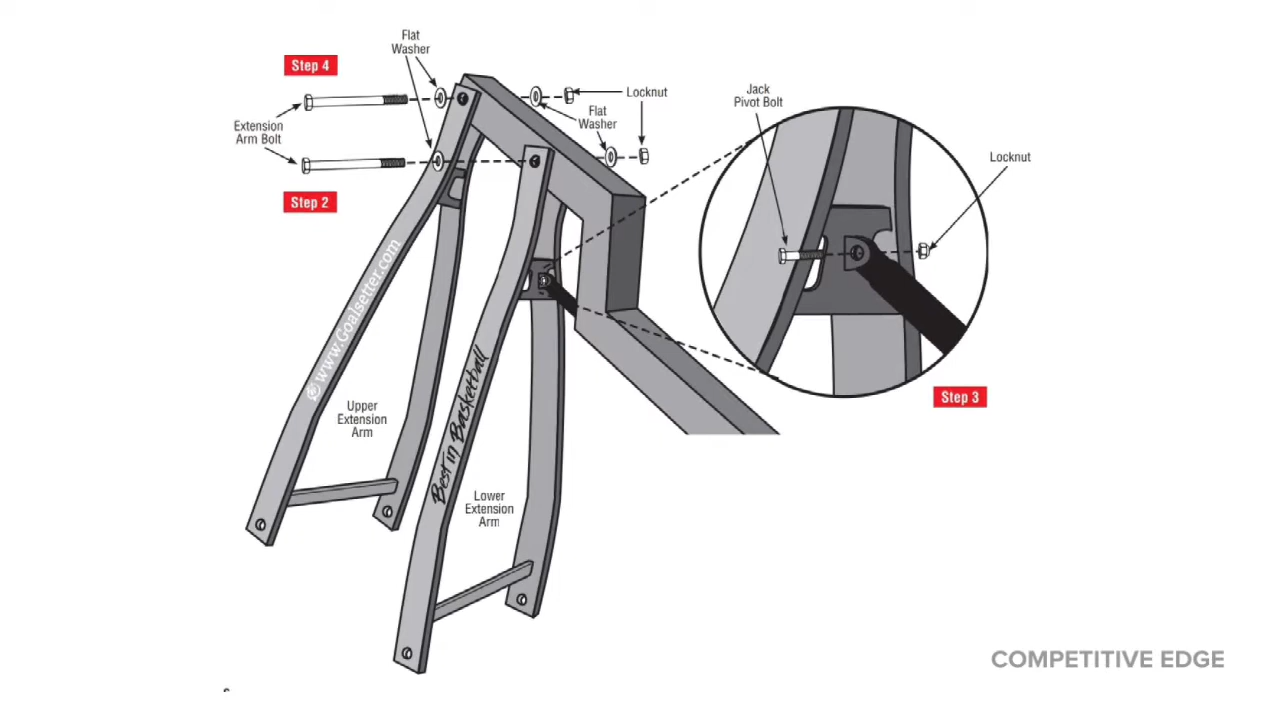 Flat
Washer
Step 4
Extension
Arm Bolt
Locknut
Flat
Washer
Step 2
Jack
Pivot Bolt
Locknut
Step 3
www.Goalsetter.com
Best in Basketball
Upper
Extension
Arm
Lower
Extension
Arm
COMPETITIVE EDGE